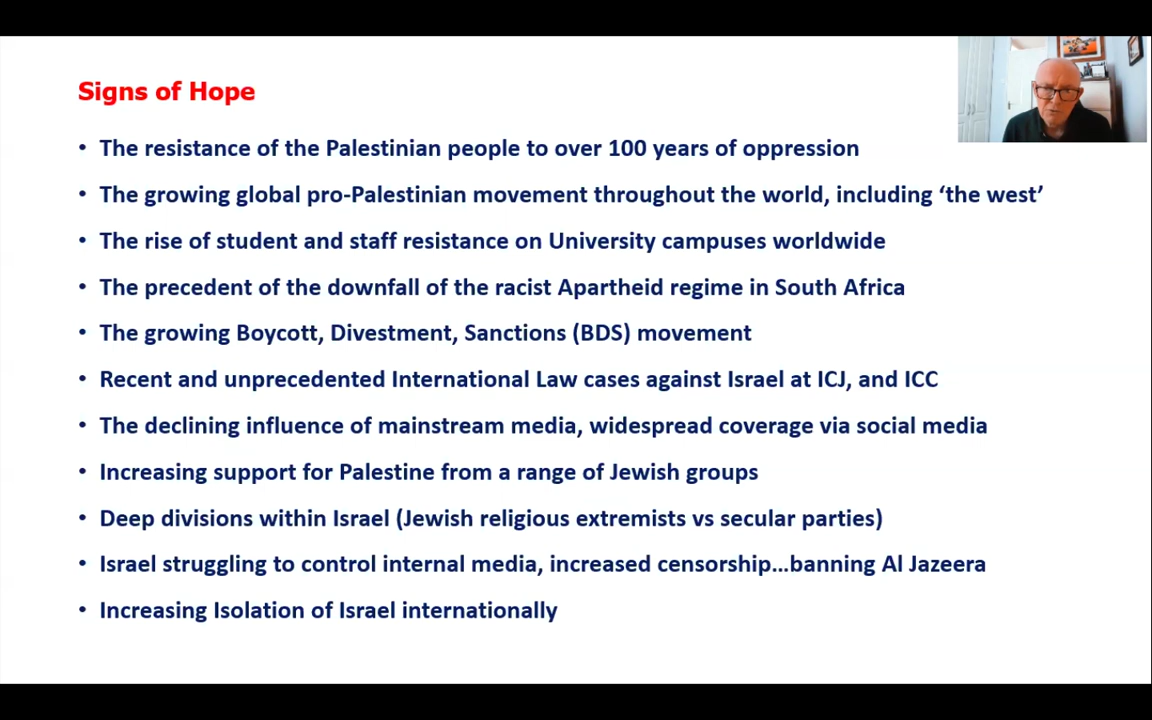 Signs of Hope
• The resistance of the Palestinian people to over 100 years of oppression
• The growing global pro-Palestinian movement throughout the world, including ‘the west’
• The rise of student and staff resistance on University campuses worldwide
• The precedent of the downfall of the racist Apartheid regime in South Africa
• The growing Boycott, Divestment, Sanctions (BDS) movement
• Recent and unprecedented International Law cases against Israel at ICJ, and ICC
• The declining influence of mainstream media, widespread coverage via social media
• Increasing support for Palestine from a range of Jewish groups
• Deep divisions within Israel (Jewish religious extremists vs secular parties)
• Israel struggling to control internal media, increased censorship…banning Al Jazeera
• Increasing Isolation of Israel internationally